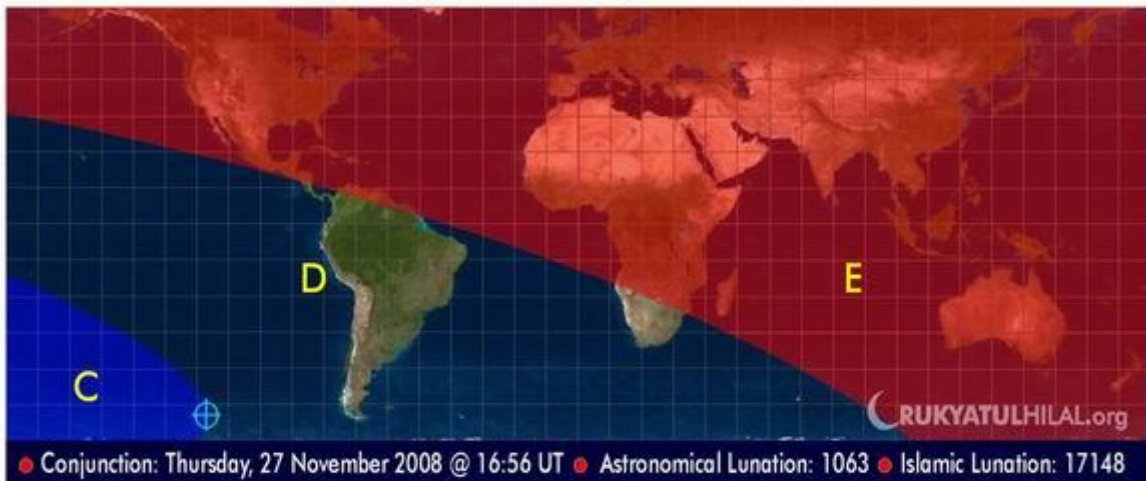 D
E
C
RUKYATULHILAL.org
Conjunction: Thursday, 27 November 2008 @ 16:56 UT • Astronomical Lunation: 1063 • Islamic Lunation: 17148